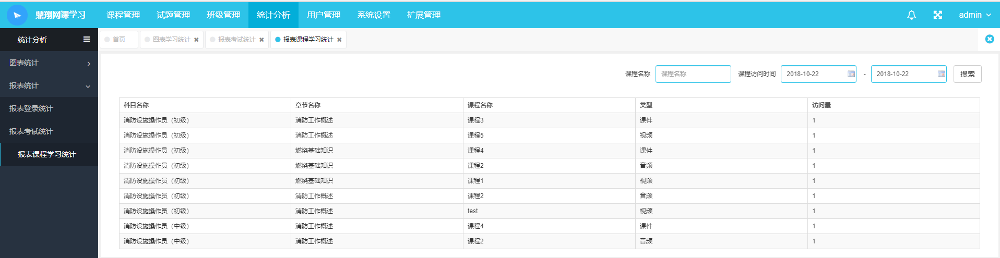 鼎翔网课学习 课程管理 试题管理 班级管理 统计分析 用户管理 系统设置 扩展管理 admin
统计分析 首页 图表学习统计 报表考试统计 报表课程学习统计
图表统计
报表统计
报表登录统计
报表考试统计
报表课程学习统计
课程名称 课程名称 课程访问时间 2018-10-22 - 2018-10-22 搜索
科目名称 章节名称 课程名称 类型 访问量
消防设施操作员（初级） 消防工作概述 课程3 课件 1
消防设施操作员（初级） 消防工作概述 课程5 视频 1
消防设施操作员（初级） 燃烧基础知识 课程4 课件 1
消防设施操作员（初级） 燃烧基础知识 课程2 音频 1
消防设施操作员（初级） 燃烧基础知识 课程1 视频 1
消防设施操作员（初级） 消防工作概述 课程2 音频 1
消防设施操作员（初级） 消防工作概述 test 视频 1
消防设施操作员（中级） 消防工作概述 课程4 课件 1
消防设施操作员（中级） 消防工作概述 课程2 音频 1